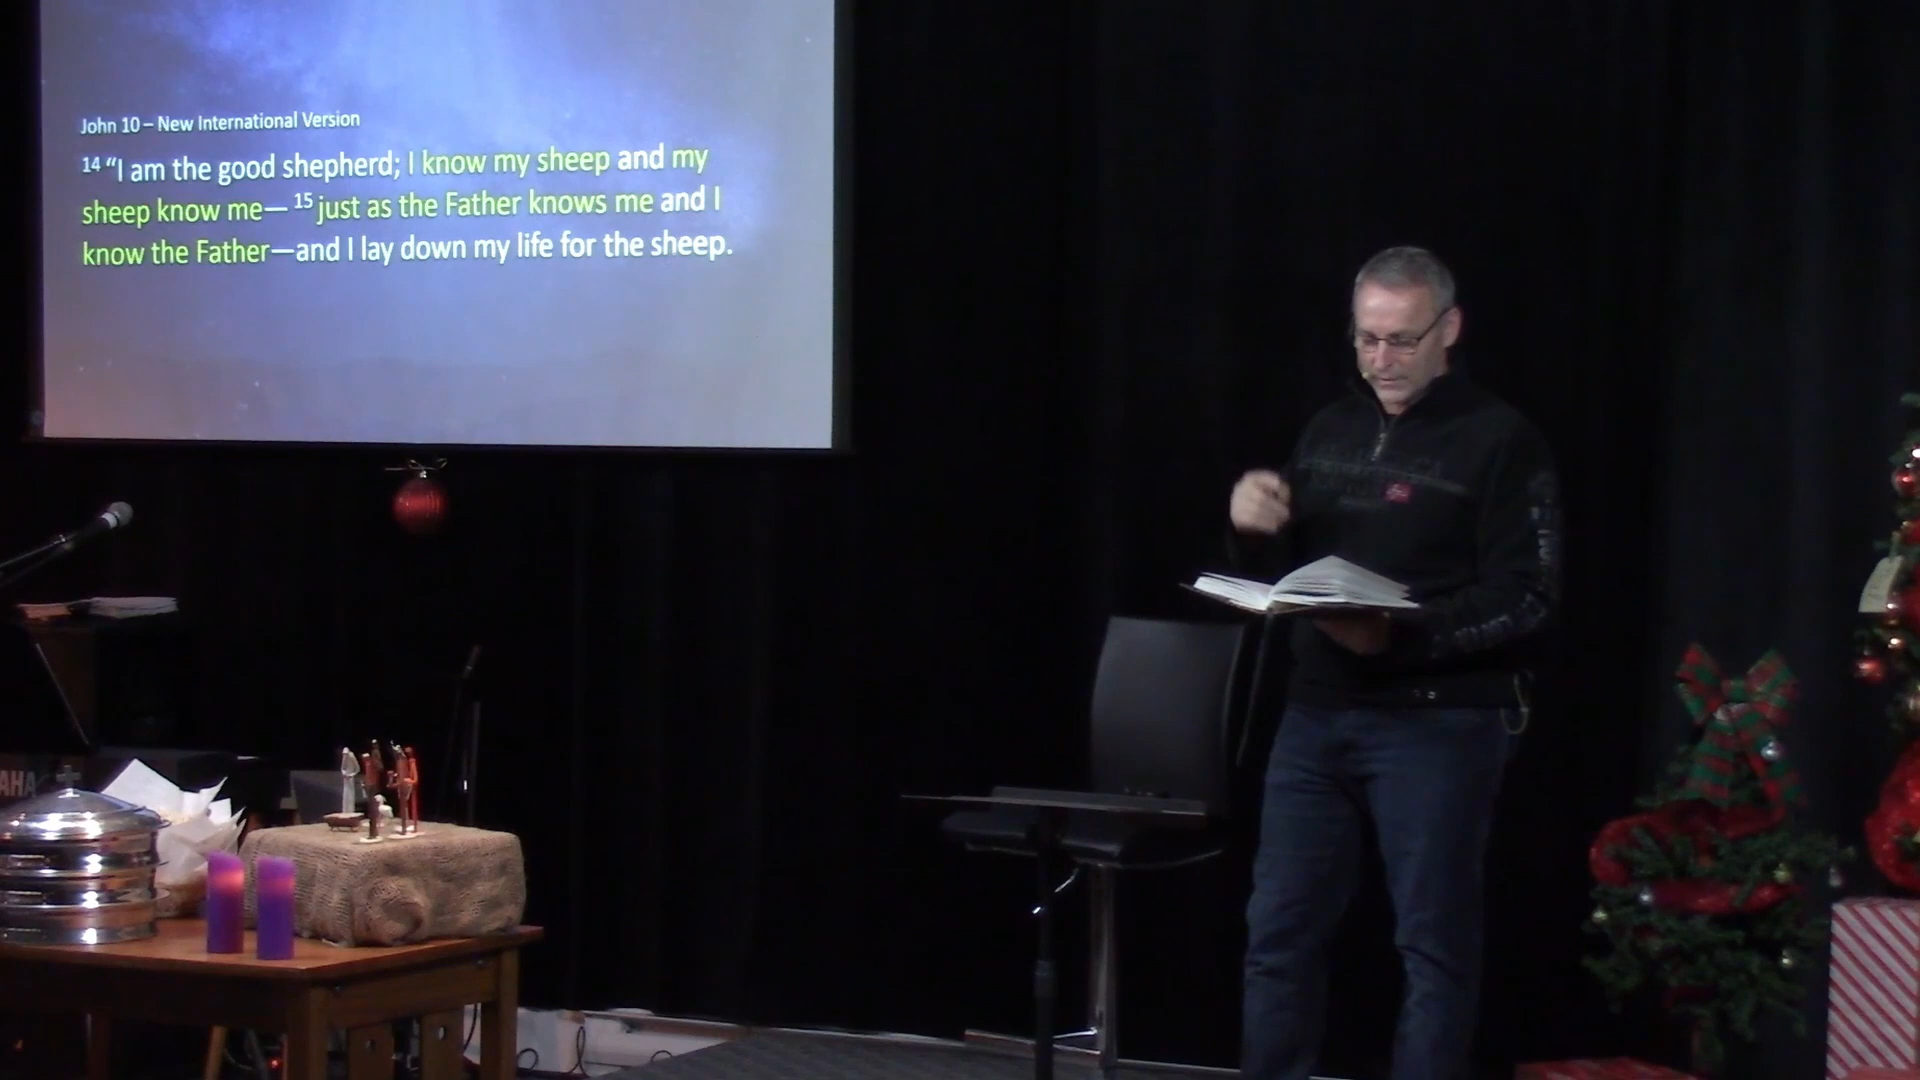 John 10 – New International Version
14 “I am the good shepherd; I know my sheep and my
sheep know me— 15 just as the Father knows me and I
know the Father—and I lay down my life for the sheep.
AHA